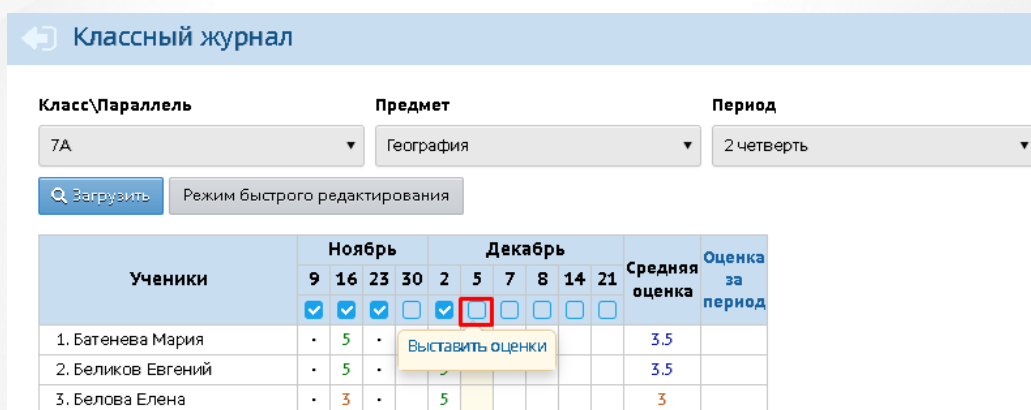 Классный журнал
Класс\Параллель Предмет Период
7А География 2 четверть
Загрузить Режим быстрого редактирования
Ученики Ноябрь Декабрь Средняя оценка Оценка за период
9 16 23 30 2 5 7 8 14 21
1. Батенева Мария · 5 · 3.5
Выставить оценки
2. Беликов Евгений · 5 · 5 3.5
3. Белова Елена · 3 · 5 3